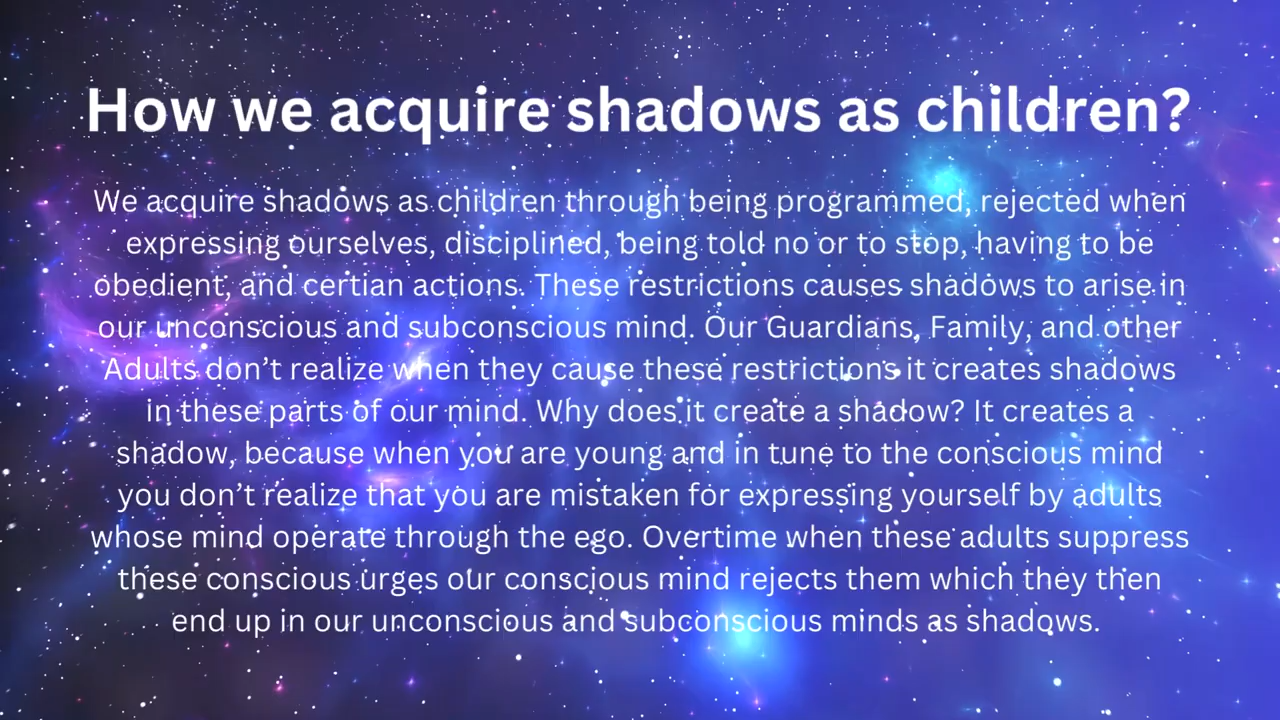 How we acquire shadows as children?
We acquire shadows as children through being programmed, rejected when
expressing ourselves, disciplined, being told no or to stop, having to be
obedient, and certian actions. These restrictions causes shadows to arise in
our unconscious and subconscious mind. Our Guardians, Family, and other
Adults don’t realize when they cause these restrictions it creates shadows
in these parts of our mind. Why does it create a shadow? It creates a
shadow, because when you are young and in tune to the conscious mind
you don’t realize that you are mistaken for expressing yourself by adults
whose mind operate through the ego. Overtime when these adults suppress
these conscious urges our conscious mind rejects them which they then
end up in our unconscious and subconscious minds as shadows.